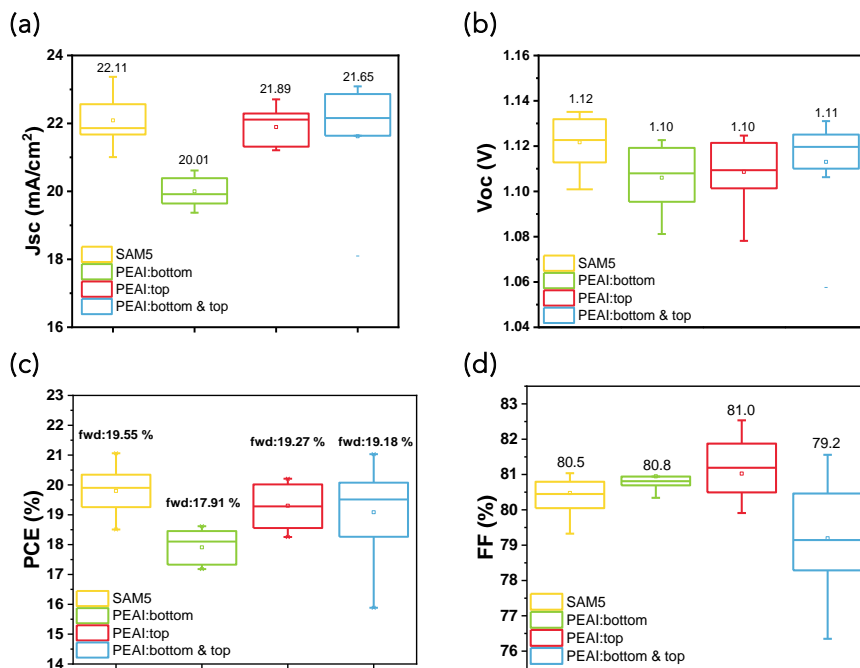 (a)
Jsc (mA/cm²)
24
22
20
18
16
22.11
20.01
21.89
21.65
SAM5
PEAI:bottom
PEAI:top
PEAI:bottom & top
(b)
Voc (V)
1.16
1.14
1.12
1.10
1.08
1.06
1.04
1.12
1.10
1.10
1.11
SAM5
PEAI:bottom
PEAI:top
PEAI:bottom & top
(c)
PCE (%)
23
22
21
20
19
18
17
16
15
14
fwd:19.55 %
fwd:17.91 %
fwd:19.27 %
fwd:19.18 %
SAM5
PEAI:bottom
PEAI:top
PEAI:bottom & top
(d)
FF (%)
83
82
81
80
79
78
77
76
80.5
80.8
81.0
79.2
SAM5
PEAI:bottom
PEAI:top
PEAI:bottom & top